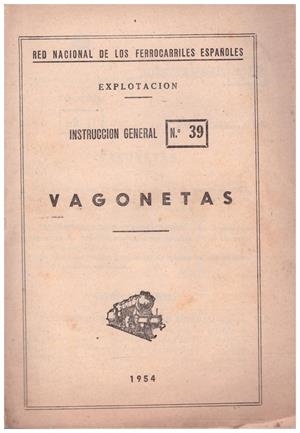 RED NACIONAL DE LOS FERROCARRILES ESPAÑOLES
EXPLOTACION
INSTRUCCION GENERAL N.º 39
VAGONETAS
1954